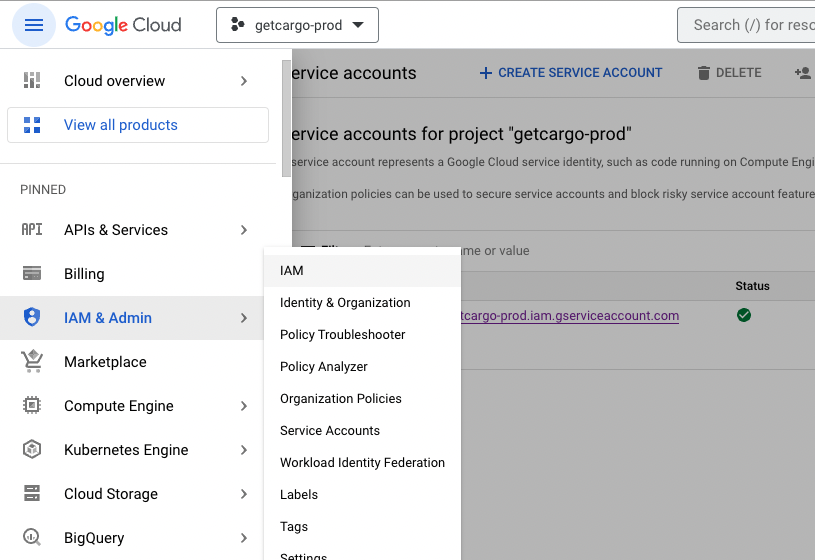 Google Cloud
getcargo-prod
Search (/) for reso
Cloud overview
View all products
PINNED
API APIs & Services
Billing
IAM & Admin
Marketplace
Compute Engine
Kubernetes Engine
Cloud Storage
BigQuery
IAM
Identity & Organization
Policy Troubleshooter
Policy Analyzer
Organization Policies
Service Accounts
Workload Identity Federation
Labels
Tags
Settings
ervice accounts
CREATE SERVICE ACCOUNT
DELETE
ervice accounts for project "getcargo-prod"
service account represents a Google Cloud service identity, such as code running on Compute Engi
ganization policies can be used to secure service accounts and block risky service account feature
me or value
Status
tcargo-prod.iam.gserviceaccount.com